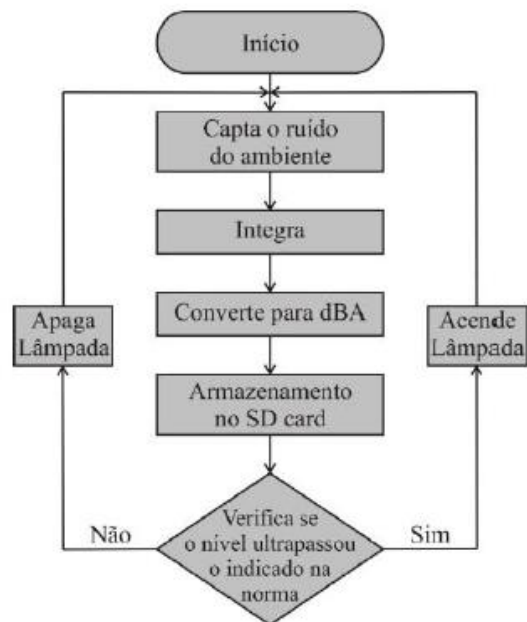 Início
Capta o ruído
do ambiente
Integra
Converte para dBA
Apaga
Lâmpada
Acende
Lâmpada
Armazenamento
no SD card
Não
Verifica se
o nível ultrapassou
o indicado na
norma
Sim